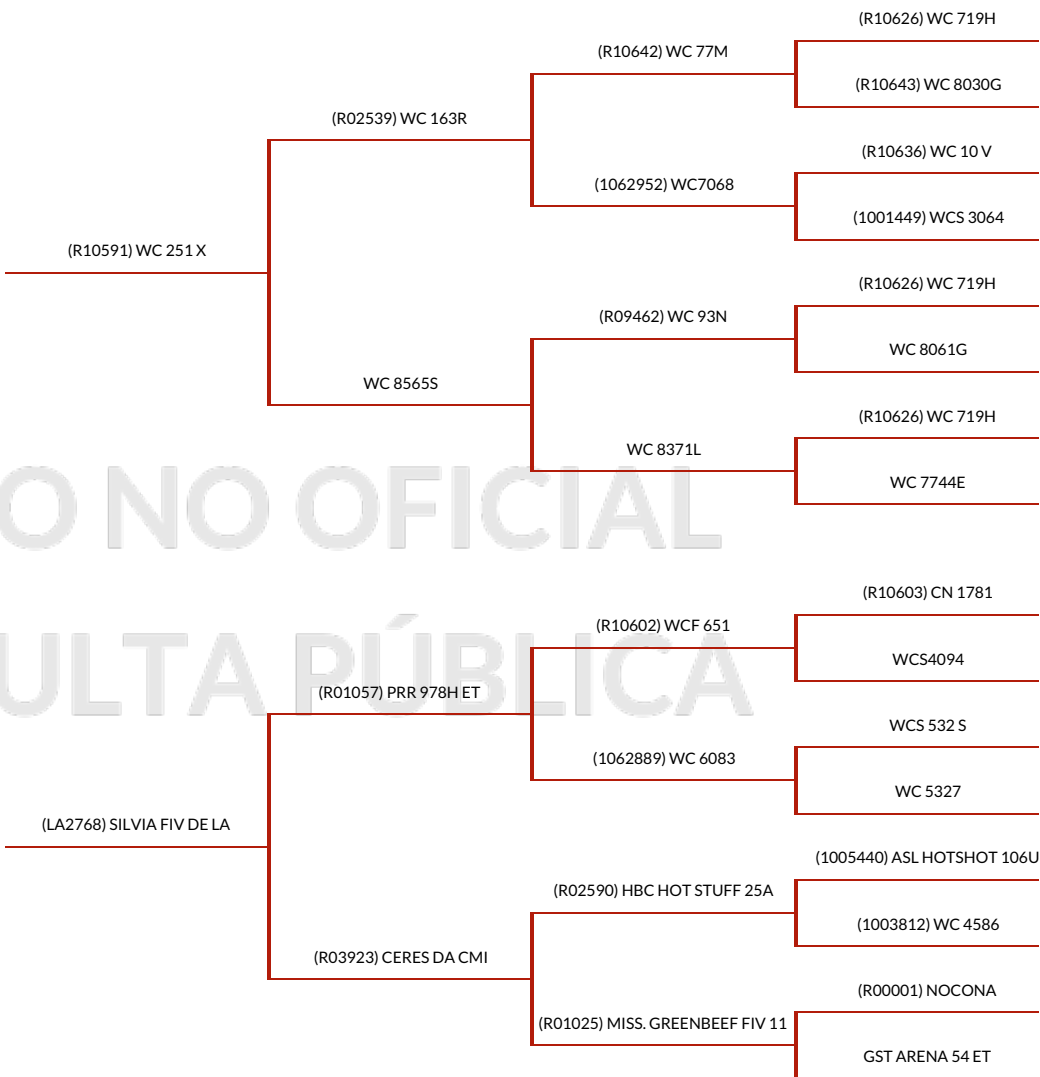 (R10626) WC 719H
(R10642) WC 77M
(R10643) WC 8030G
(R02539) WC 163R
(R10636) WC 10 V
(1062952) WC7068
(1001449) WCS 3064
(R10591) WC 251 X
(R10626) WC 719H
(R09462) WC 93N
WC 8061G
WC 8565S
(R10626) WC 719H
WC 8371L
WC 7744E
O NO OFICIAL
(R10603) CN 1781
(R10602) WCF 651
WCS4094
ULTA PÚBLICA
(R01057) PRR 978H ET
WCS 532 S
(1062889) WC 6083
WC 5327
(LA2768) SILVIA FIV DE LA
(1005440) ASL HOTSHOT 106U
(R02590) HBC HOT STUFF 25A
(1003812) WC 4586
(R03923) CERES DA CMI
(R00001) NOCONA
(R01025) MISS. GREENBEEF FIV 11
GST ARENA 54 ET